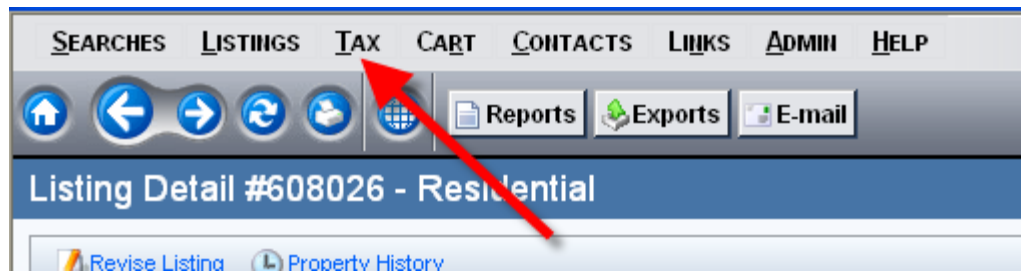 SEARCHES LISTINGS TAX CART CONTACTS LINKS ADMIN HELP
Reports Exports E-mail
Listing Detail #608026 - Residential
Revise Listing Property History